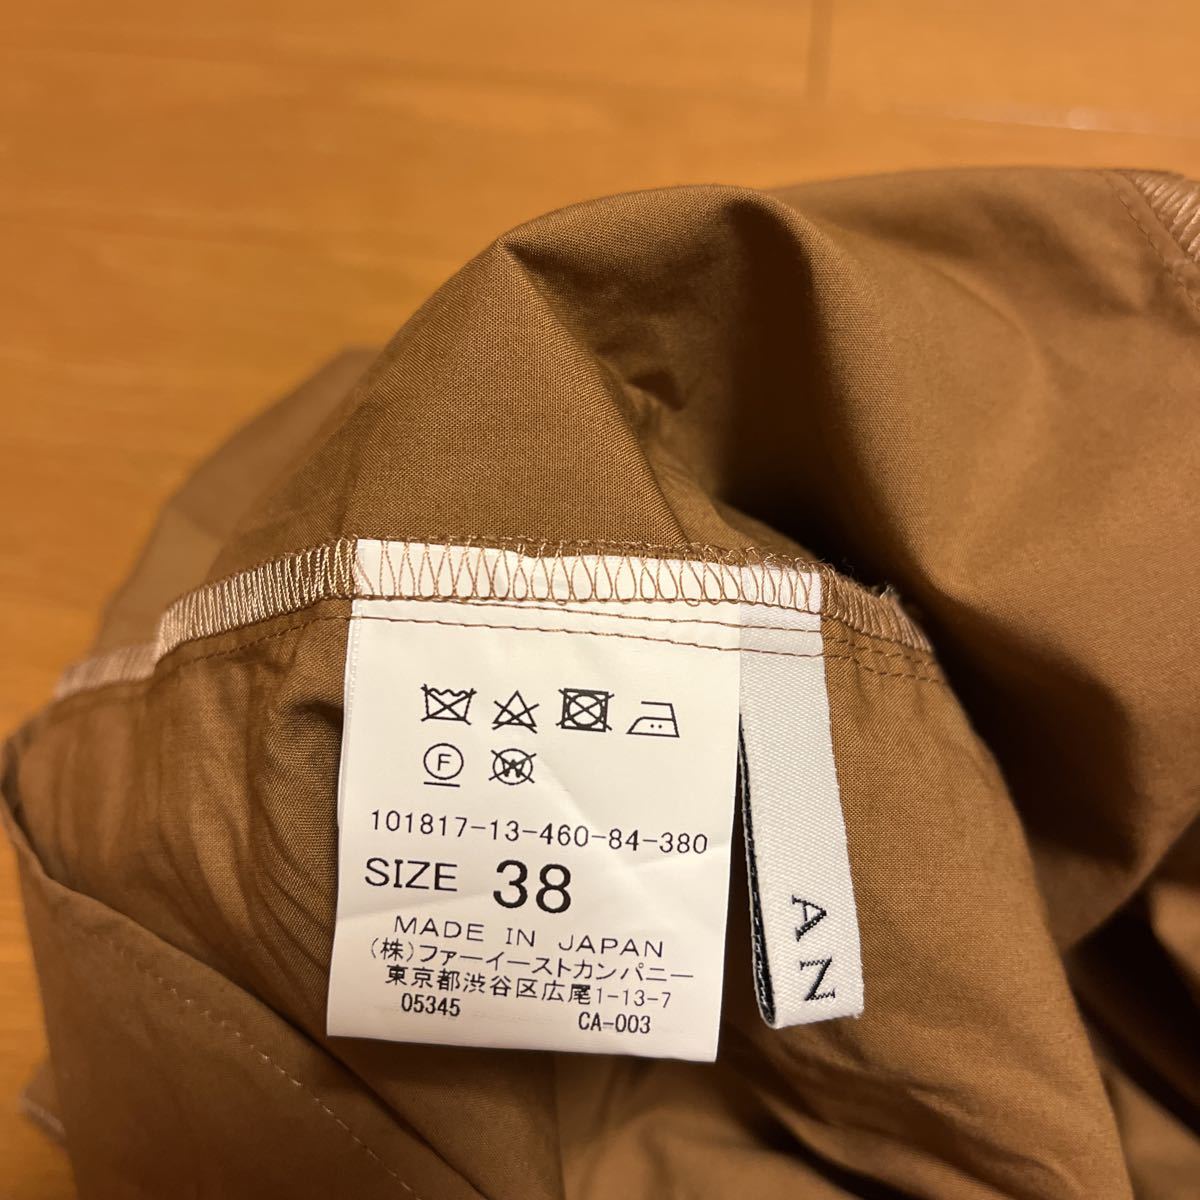 F W
101817-13-460-84-380
SIZE 38
MADE IN JAPAN
(株)ファーイーストカンパニー
東京都渋谷区広尾1-13-7
05345 CA-003
AN